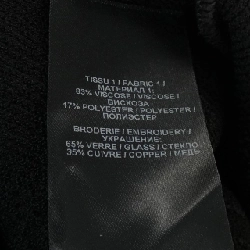 TISSU 1 / FABRIC 1 /
МАТЕРИАЛ 1:
83% VISCOSE / VISCOSE /
ВИСКОЗА
17% POLYESTER / POLYESTER /
ПОЛИЭСТЕР
BRODERIE / EMBROIDERY /
УКРАШЕНИЕ:
65% VERRE / GLASS / СТЕКЛО
35% CUIVRE / COPPER / МЕДЬ